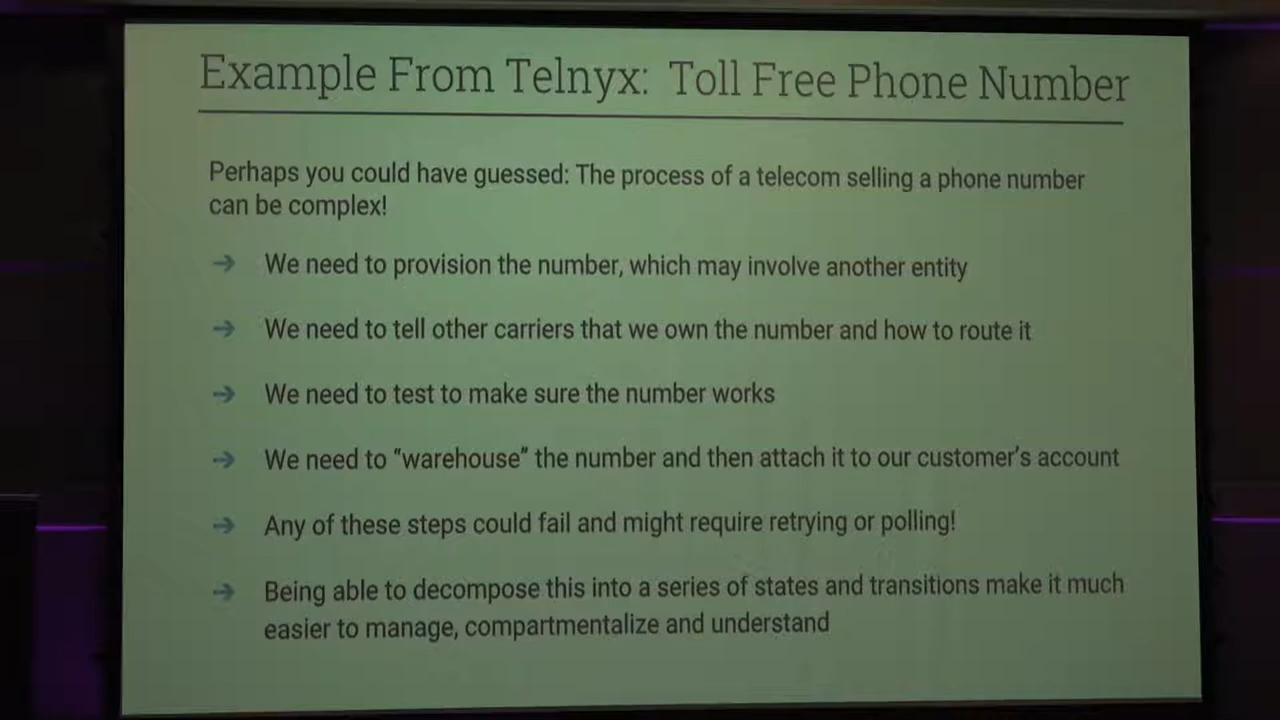 Example From Telnyx: Toll Free Phone Number
Perhaps you could have guessed: The process of a telecom selling a phone number
can be complex!
→ We need to provision the number, which may involve another entity
→ We need to tell other carriers that we own the number and how to route it
→ We need to test to make sure the number works
→ We need to “warehouse” the number and then attach it to our customer’s account
→ Any of these steps could fail and might require retrying or polling!
→ Being able to decompose this into a series of states and transitions make it much
easier to manage, compartmentalize and understand